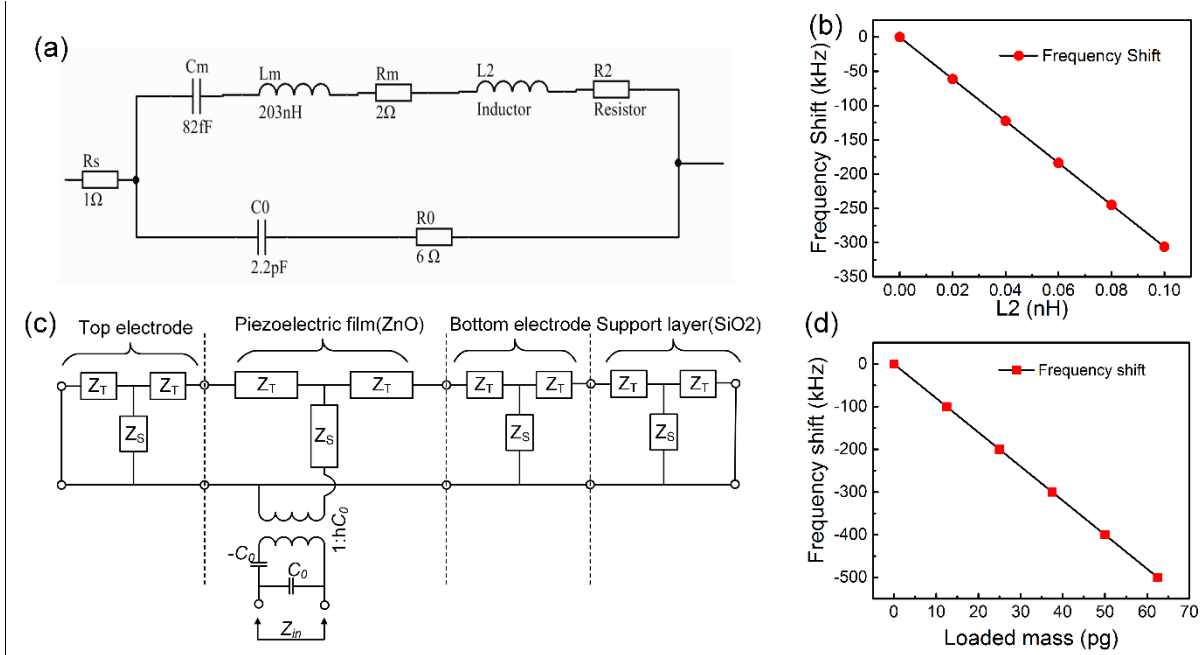 (a)
Cm
Lm
Rm
L2
R2
82fF
203nH
2Ω
Inductor
Resistor
Rs
1Ω
C0
R0
2.2pF
6 Ω
(b)
Frequency Shift (kHz)
0
-50
-100
-150
-200
-250
-300
-350
Frequency Shift
0.00 0.02 0.04 0.06 0.08 0.10
L2 (nH)
(c)
Top electrode Piezoelectric film(ZnO) Bottom electrode Support layer(SiO2)
ZT ZT ZT ZT ZT ZT ZT ZT
ZS ZS ZS ZS
1:hC0
-C0
C0
Zin
(d)
Frequency shift (kHz)
0
-100
-200
-300
-400
-500
Frequency shift
0 10 20 30 40 50 60 70
Loaded mass (pg)